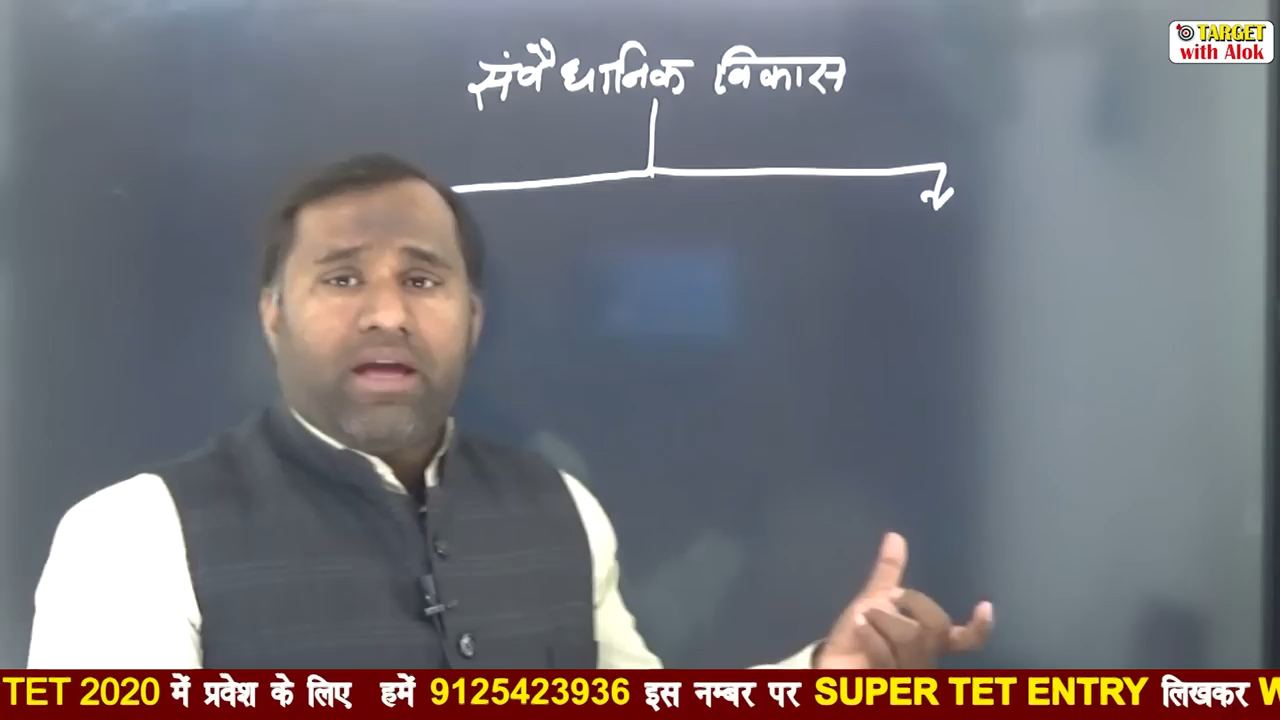 TARGET
with Alok
संवैधानिक विकास
TET 2020 में प्रवेश के लिए हमें 9125423936 इस नम्बर पर SUPER TET ENTRY लिखकर W